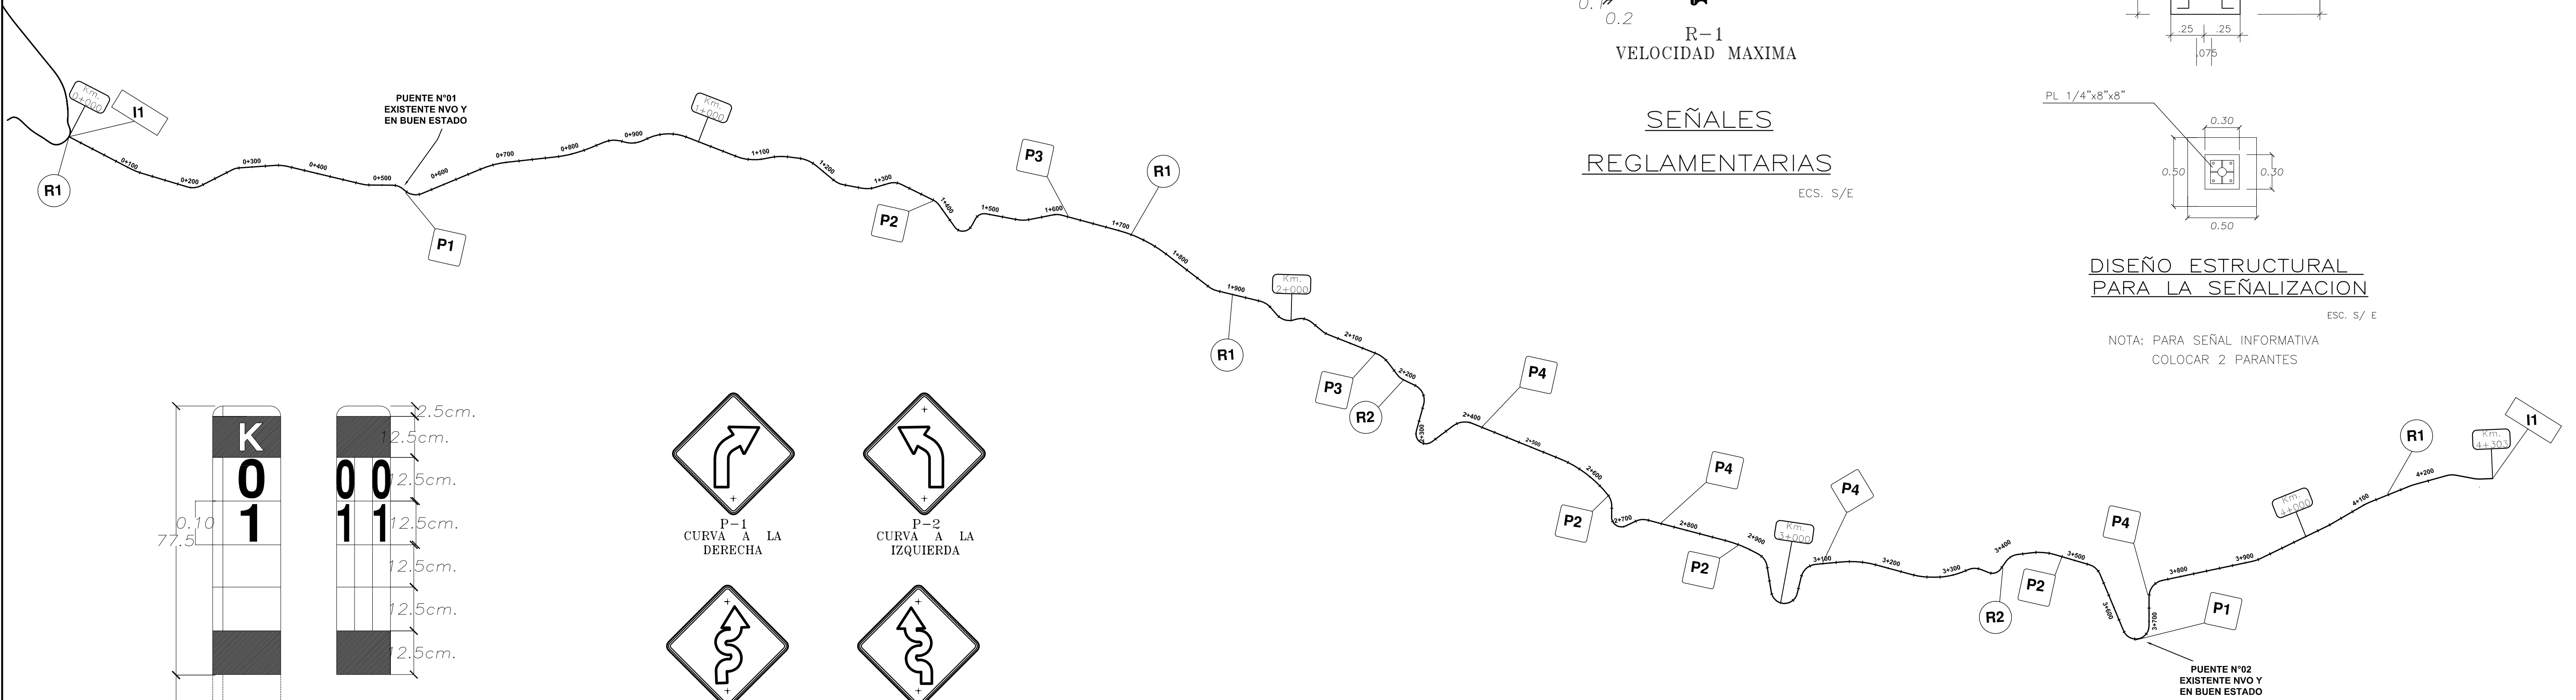 0.1
0.2
R-1
VELOCIDAD MAXIMA
SEÑALES
REGLAMENTARIAS
ECS. S/E
.25
.25
.075
PL 1/4"x8"x8"
0.30
0.50
0.30
0.50
DISEÑO ESTRUCTURAL
PARA LA SEÑALIZACION
ESC. S/ E
NOTA: PARA SEÑAL INFORMATIVA
COLOCAR 2 PARANTES
Km.
0+000
I1
R1
0+100
0+200
0+300
0+400
0+500
PUENTE N°01
EXISTENTE NVO Y
EN BUEN ESTADO
P1
0+600
0+700
0+800
0+900
Km.
1+000
1+100
1+200
1+300
P2
1+400
1+500
P3
1+600
R1
1+700
1+800
1+900
R1
Km.
2+000
2+100
P3
2+200
R2
2+300
2+400
P4
2+500
2+600
P2
2+700
P4
2+800
P2
2+900
Km.
3+000
P4
3+100
3+200
3+300
R2
3+400
P2
3+500
3+600
3+700
P1
P4
PUENTE N°02
EXISTENTE NVO Y
EN BUEN ESTADO
3+800
3+900
Km.
4+000
4+100
R1
4+200
Km.
4+303
I1
K
0
1
0 0
1 1
2.5cm.
12.5cm.
12.5cm.
12.5cm.
12.5cm.
12.5cm.
12.5cm.
0.10
77.5
P-1
CURVA A LA
DERECHA
P-2
CURVA A LA
IZQUIERDA